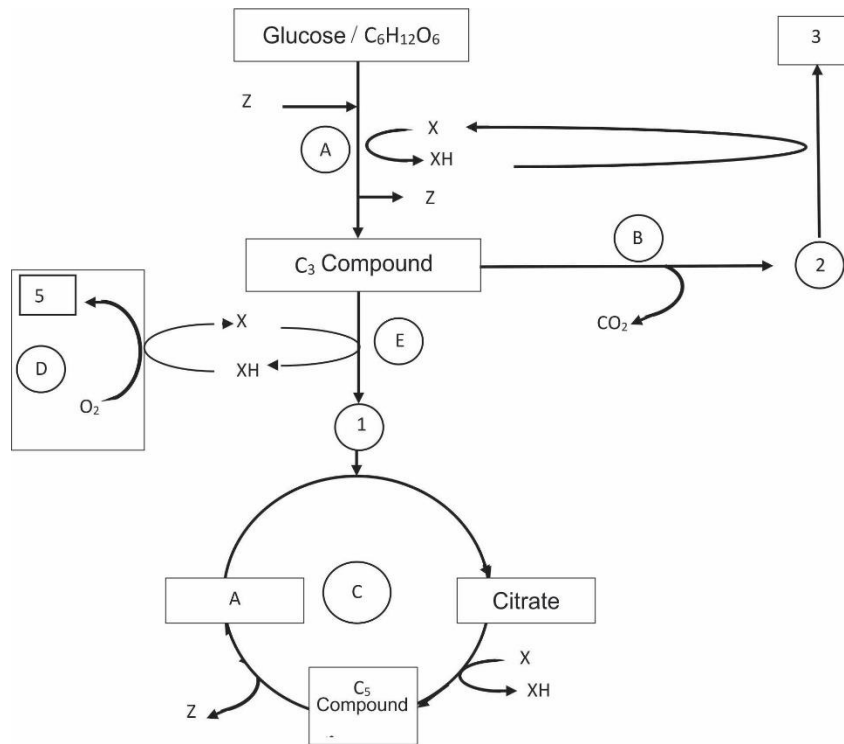 Glucose / C₆H₁₂O₆
3
Z
X
A
XH
Z
B
C₃ Compound
2
5
CO₂
X
E
D
XH
O₂
1
A
C
Citrate
X
C₅
Compound
XH
Z